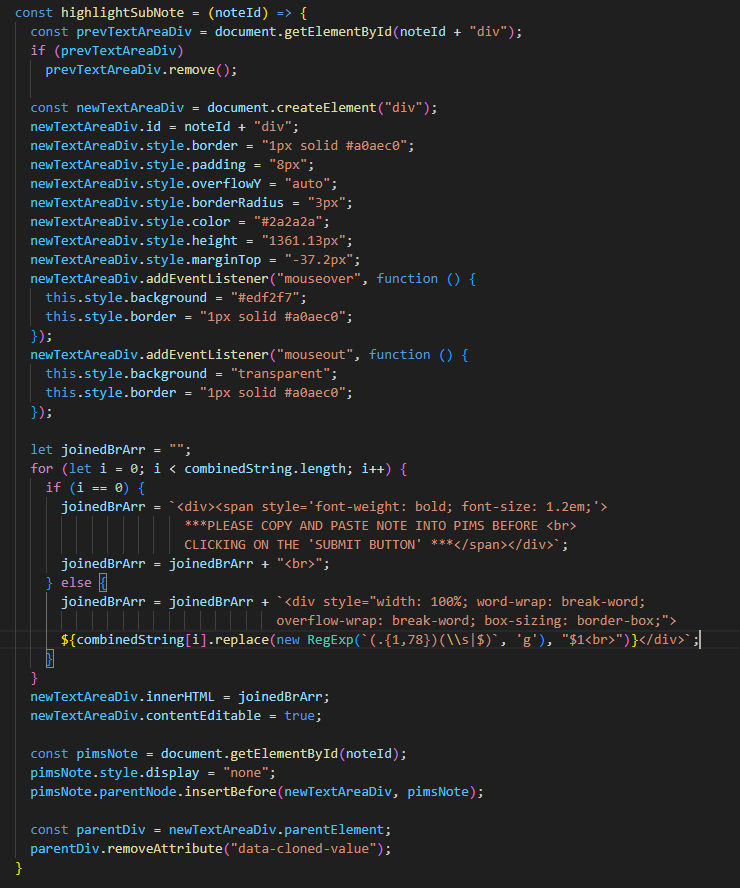 const highlightSubNote = (noteId) => {
const prevTextAreaDiv = document.getElementById(noteId + "div");
if (prevTextAreaDiv)
prevTextAreaDiv.remove();
const newTextAreaDiv = document.createElement("div");
newTextAreaDiv.id = noteId + "div";
newTextAreaDiv.style.border = "1px solid #a0aec0";
newTextAreaDiv.style.padding = "8px";
newTextAreaDiv.style.overflowY = "auto";
newTextAreaDiv.style.borderRadius = "3px";
newTextAreaDiv.style.color = "#2a2a2a";
newTextAreaDiv.style.height = "1361.13px";
newTextAreaDiv.style.marginTop = "-37.2px";
newTextAreaDiv.addEventListener("mouseover", function () {
this.style.background = "#edf2f7";
this.style.border = "1px solid #a0aec0";
});
newTextAreaDiv.addEventListener("mouseout", function () {
this.style.background = "transparent";
this.style.border = "1px solid #a0aec0";
});
let joinedBrArr = "";
for (let i = 0; i < combinedString.length; i++) {
if (i == 0) {
joinedBrArr = `<div><span style='font-weight: bold; font-size: 1.2em;'>
***PLEASE COPY AND PASTE NOTE INTO PIMS BEFORE <br>
CLICKING ON THE 'SUBMIT BUTTON' ***</span></div>`;
joinedBrArr = joinedBrArr + "<br>";
} else {
joinedBrArr = joinedBrArr + `<div style="width: 100%; word-wrap: break-word;
overflow-wrap: break-word; box-sizing: border-box;">
${combinedString[i].replace(new RegExp(`(.{1,78})(\\s|$)`, 'g'), "$1<br>")}</div>`;
}
}
newTextAreaDiv.innerHTML = joinedBrArr;
newTextAreaDiv.contentEditable = true;
const pimsNote = document.getElementById(noteId);
pimsNote.style.display = "none";
pimsNote.parentNode.insertBefore(newTextAreaDiv, pimsNote);
const parentDiv = newTextAreaDiv.parentElement;
parentDiv.removeAttribute("data-cloned-value");
}